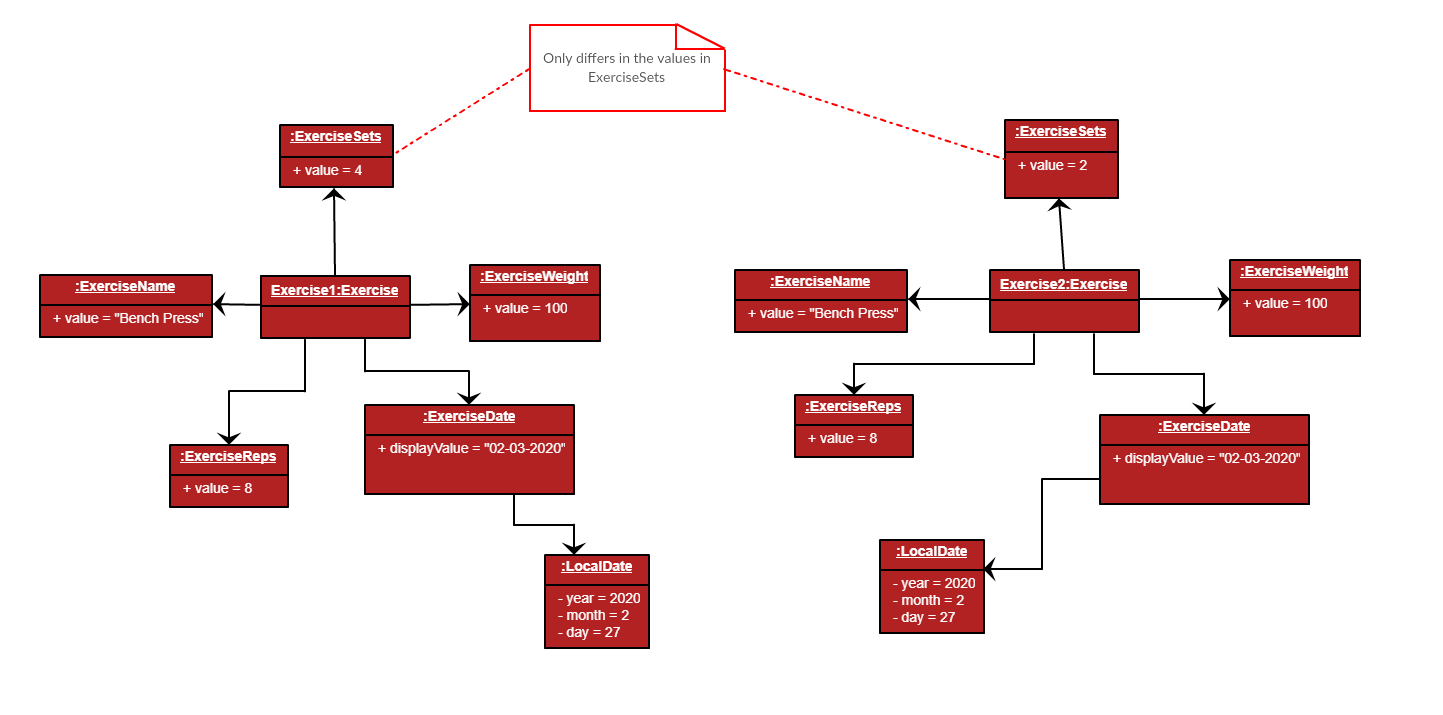 Only differs in the values in
ExerciseSets
:ExerciseSets
+ value = 4
:ExerciseName
+ value = "Bench Press"
Exercise1:Exercise
:ExerciseWeight
+ value = 100
:ExerciseReps
+ value = 8
:ExerciseDate
+ displayValue = "02-03-2020"
:LocalDate
- year = 2020
- month = 2
- day = 27
:ExerciseSets
+ value = 2
:ExerciseName
+ value = "Bench Press"
Exercise2:Exercise
:ExerciseWeight
+ value = 100
:ExerciseReps
+ value = 8
:ExerciseDate
+ displayValue = "02-03-2020"
:LocalDate
- year = 2020
- month = 2
- day = 27